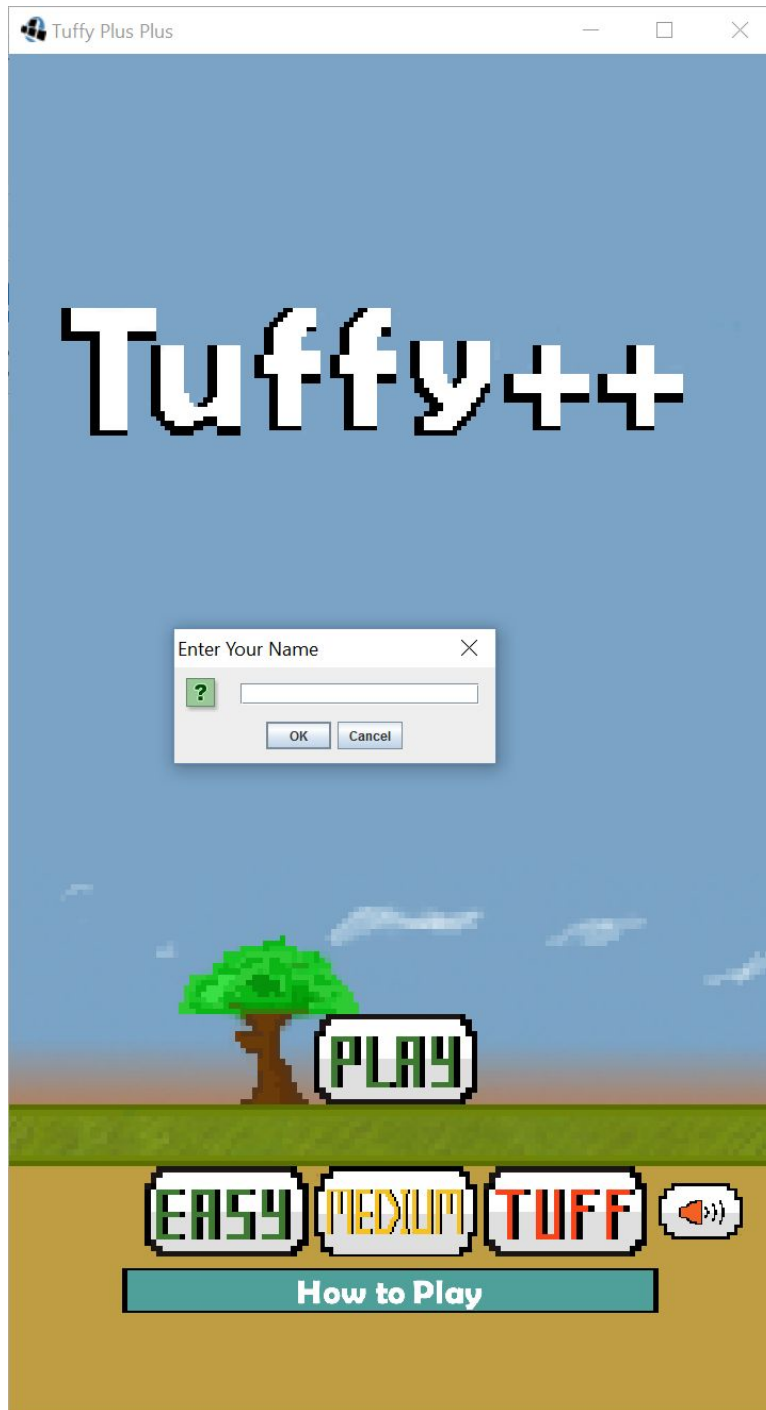 Tuffy Plus Plus
Tuffy++
Enter Your Name
?
OK Cancel
PLAY
EASY MEDIUM TUFF
How to Play